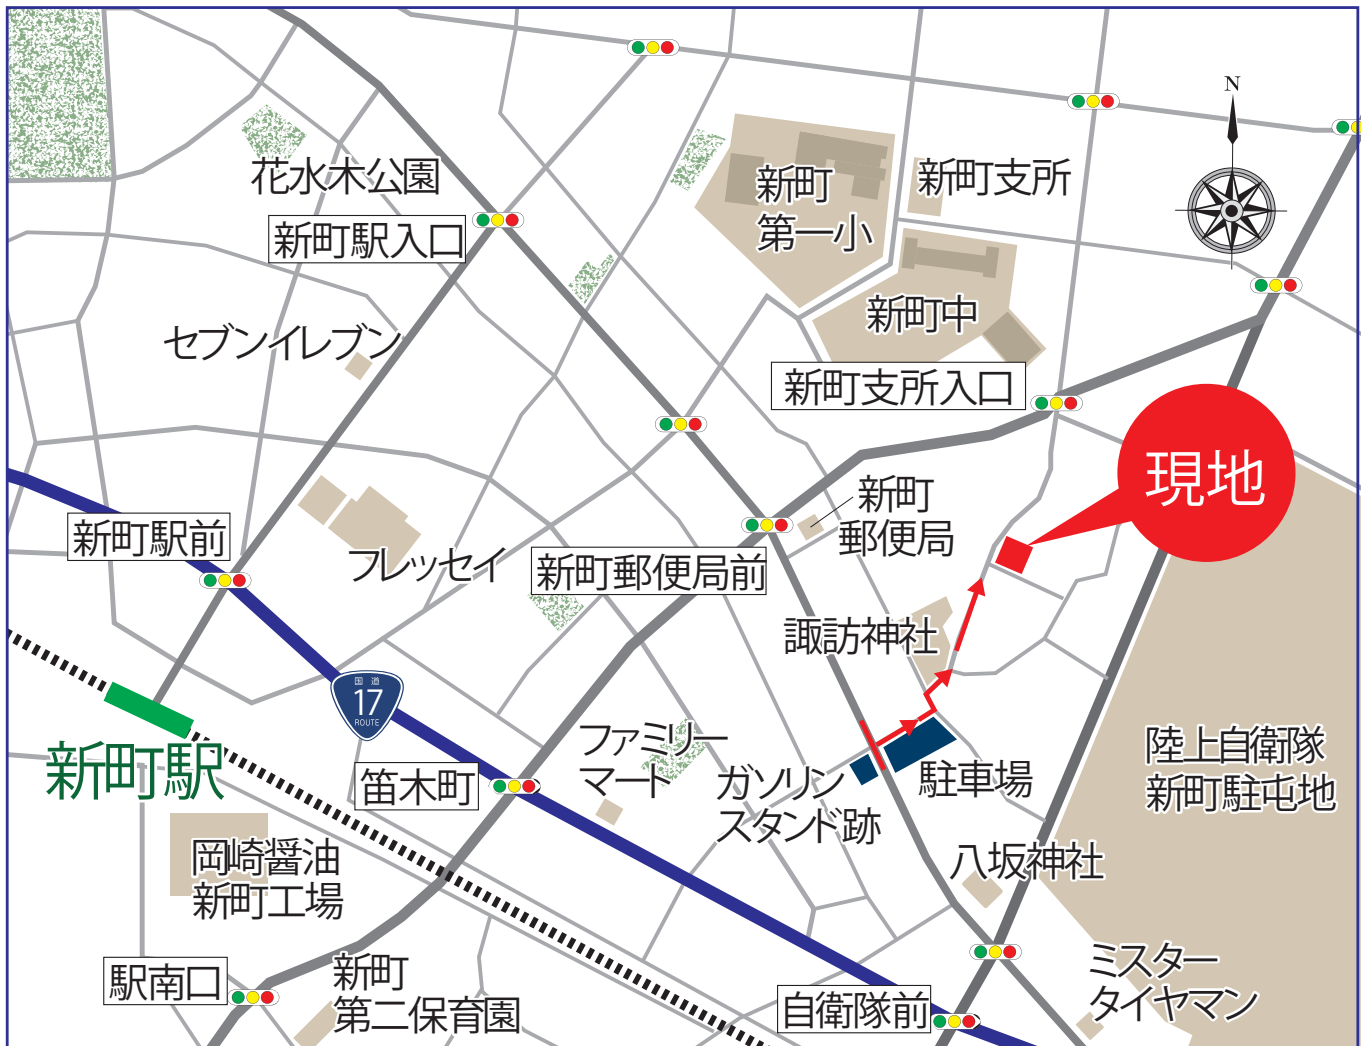 N
花水木公園
新町駅入口
新町
第一小
新町支所
新町中
セブンイレブン
新町支所入口
現地
新町
郵便局
新町駅前
フレッセイ
新町郵便局前
諏訪神社
国道
17
ROUTE
新町駅
笛木町
ファミリー
マート
ガソリン
スタンド跡
駐車場
陸上自衛隊
新町駐屯地
岡崎醤油
新町工場
八坂神社
駅南口
新町
第二保育園
自衛隊前
ミスター
タイヤマン